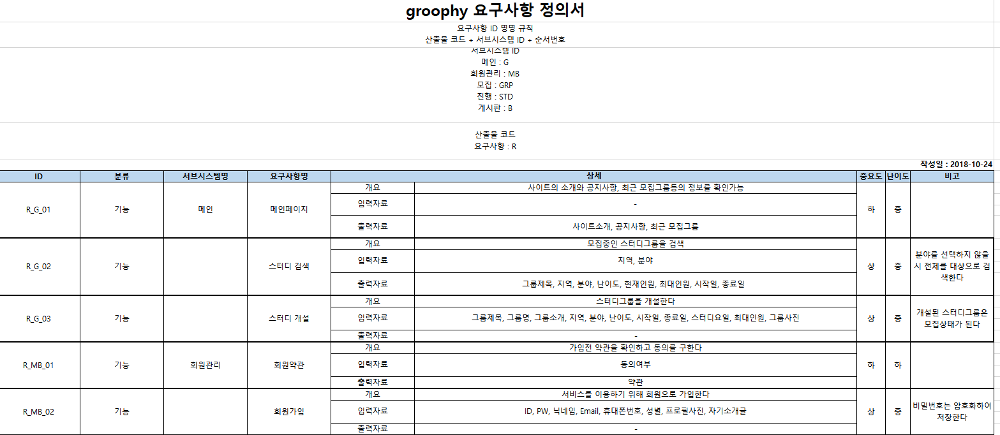 groophy 요구사항 정의서
요구사항 ID 명명 규칙
산출물 코드 + 서브시스템 ID + 순서번호
서브시스템 ID
메인 : G
회원관리 : MB
모집 : GRP
진행 : STD
게시판 : B
산출물 코드
요구사항 : R
작성일 : 2018-10-24
ID 분류 서브시스템명 요구사항명 상세 중요도 난이도 비고
R_G_01 기능 메인 메인페이지 하 중
개요 사이트의 소개와 공지사항, 최근 모집그룹등의 정보를 확인가능
입력자료 -
출력자료 사이트소개, 공지사항, 최근 모집그룹
R_G_02 기능 스터디 검색 상 중
개요 모집중인 스터디그룹을 검색
입력자료 지역, 분야
출력자료 그룹제목, 지역, 분야, 난이도, 현재인원, 최대인원, 시작일, 종료일
분야를 선택하지 않을
시 전체를 대상으로 검
색한다
R_G_03 기능 스터디 개설 상 중
개요 스터디그룹을 개설한다
입력자료 그룹제목, 그룹명, 그룹소개, 지역, 분야, 난이도, 시작일, 종료일, 스터디요일, 최대인원, 그룹사진
출력자료 -
개설된 스터디그룹은
모집상태가 된다
R_MB_01 기능 회원관리 회원약관 하 하
개요 가입전 약관을 확인하고 동의를 구한다
입력자료 동의여부
출력자료 약관
R_MB_02 기능 회원가입 상 중
개요 서비스를 이용하기 위해 회원으로 가입한다
입력자료 ID, PW, 닉네임, Email, 휴대폰번호, 성별, 프로필사진, 자기소개글
출력자료 -
비밀번호는 암호화하여
저장한다